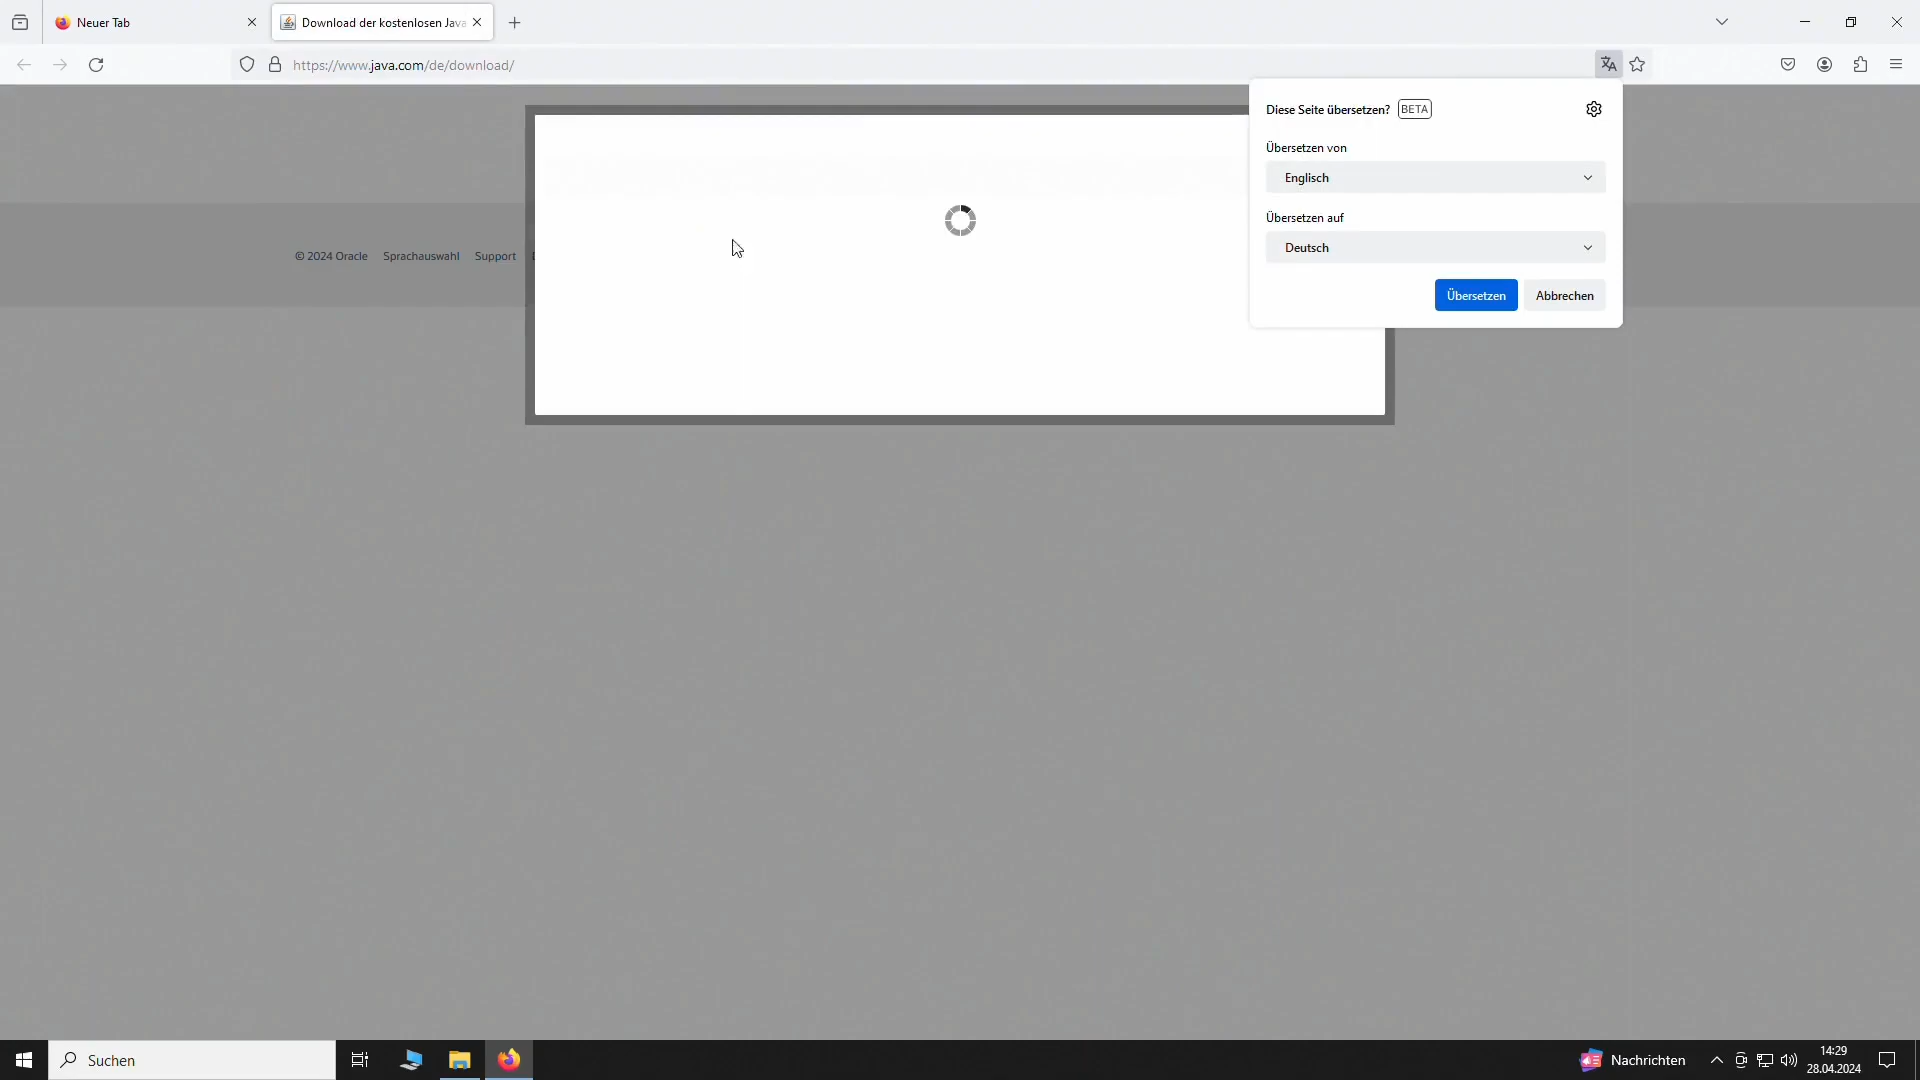 Neuer Tab
Download der kostenlosen Java
https://www.java.com/de/download/
Diese Seite übersetzen? BETA
Übersetzen von
Englisch
Übersetzen auf
Deutsch
Übersetzen Abbrechen
© 2024 Oracle Sprachauswahl Support
Suchen
Nachrichten
14:29
28.04.2024